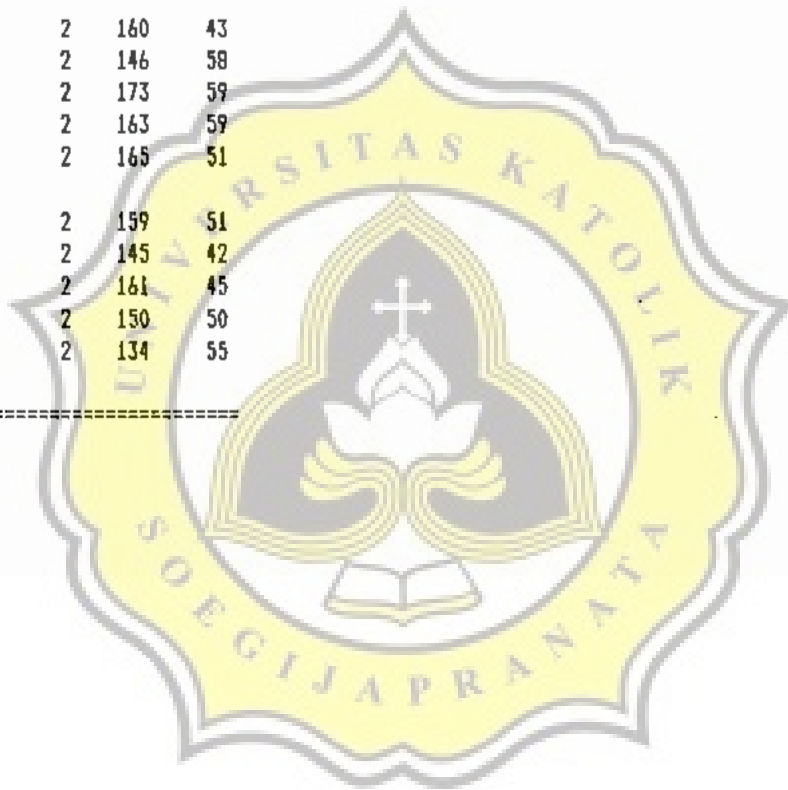 2 160 43
2 146 58
2 173 59
2 163 59
2 165 51
2 159 51
2 145 42
2 161 45
2 150 50
2 134 55
========================
UNIVERSITAS KATOLIK
SOEGIJAPRANATA